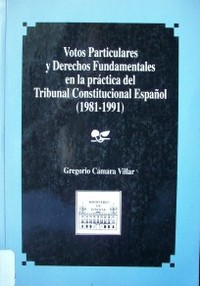 Votos Particulares
y Derechos Fundamentales
en la práctica del
Tribunal Constitucional Español
(1981-1991)
Gregorio Cámara Villar